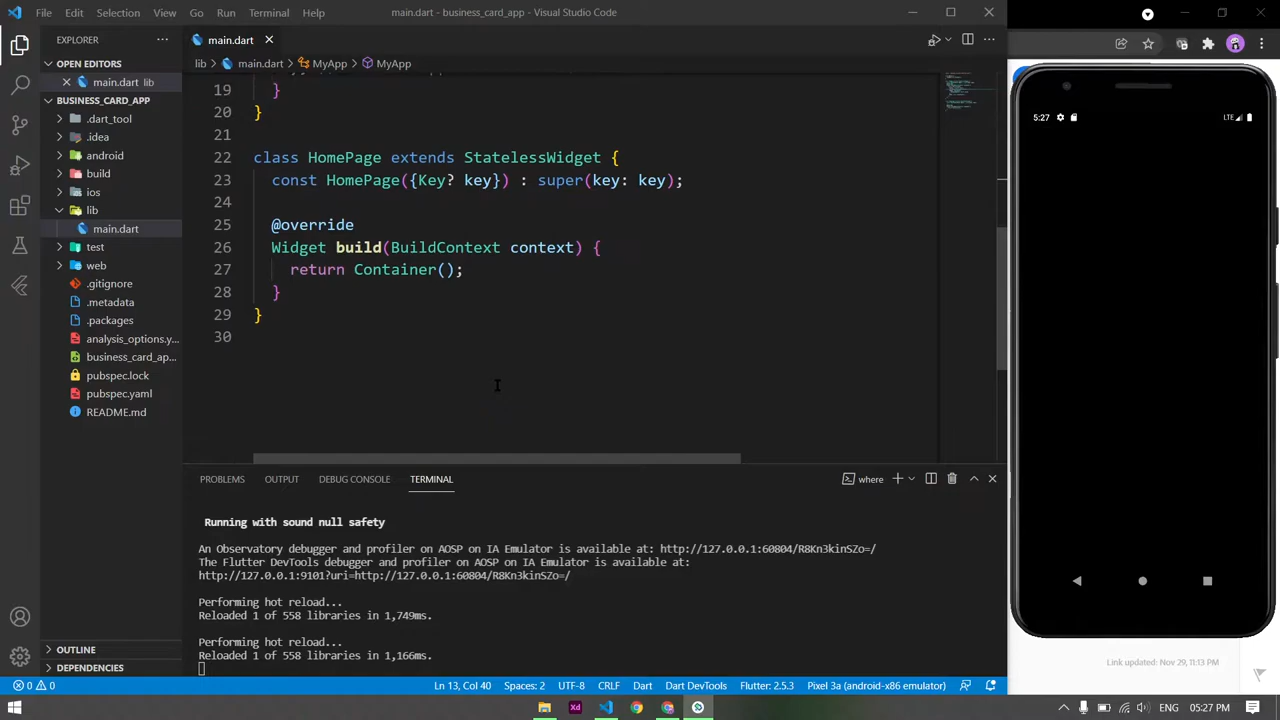 File Edit Selection View Go Run Terminal Help
main.dart - business_card_app - Visual Studio Code
EXPLORER
main.dart
OPEN EDITORS
main.dart lib
BUSINESS_CARD_APP
.dart_tool
.idea
android
build
ios
lib
main.dart
test
web
.gitignore
.metadata
.packages
analysis_options.y...
business_card_ap...
pubspec.lock
pubspec.yaml
README.md
OUTLINE
DEPENDENCIES
lib > main.dart > MyApp > MyApp
19 }
20 }
21
22 class HomePage extends StatelessWidget {
23 const HomePage({Key? key}) : super(key: key);
24
25 @override
26 Widget build(BuildContext context) {
27 return Container();
28 }
29 }
30
PROBLEMS OUTPUT DEBUG CONSOLE TERMINAL
where
Running with sound null safety
An Observatory debugger and profiler on AOSP on IA Emulator is available at: http://127.0.0.1:60804/R8Kn3kinSZo=/
The Flutter DevTools debugger and profiler on AOSP on IA Emulator is available at:
http://127.0.0.1:9101?uri=http://127.0.0.1:60804/R8Kn3kinSZo=/
Performing hot reload...
Reloaded 1 of 558 libraries in 1,749ms.
Performing hot reload...
Reloaded 1 of 558 libraries in 1,166ms.
0 0 Ln 13, Col 40 Spaces: 2 UTF-8 CRLF Dart Dart DevTools Flutter: 2.5.3 Pixel 3a (android-x86 emulator)
5:27 LTE
Link updated: Nov 29, 11:13 PM
Xd
ENG 05:27 PM